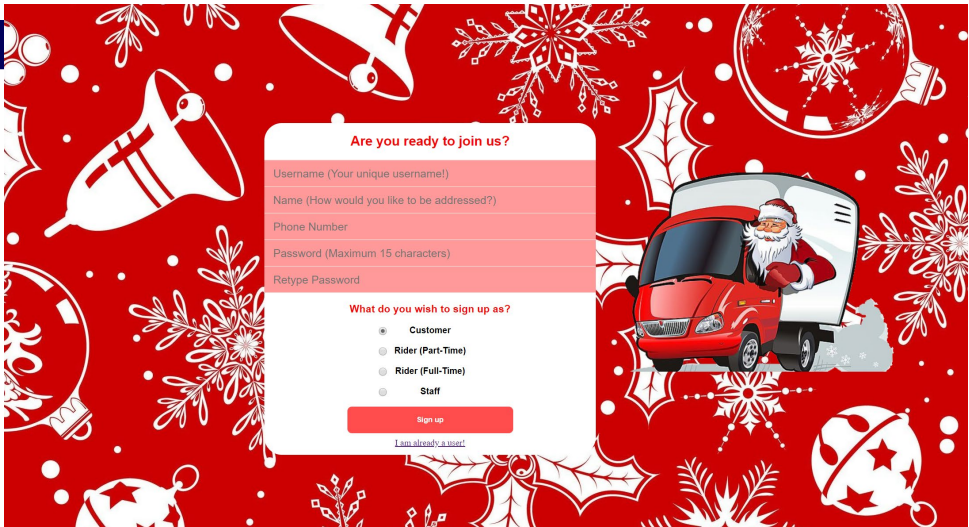 Are you ready to join us?
Username (Your unique username!)
Name (How would you like to be addressed?)
Phone Number
Password (Maximum 15 characters)
Retype Password
What do you wish to sign up as?
Customer
Rider (Part-Time)
Rider (Full-Time)
Staff
Sign up
I am already a user!